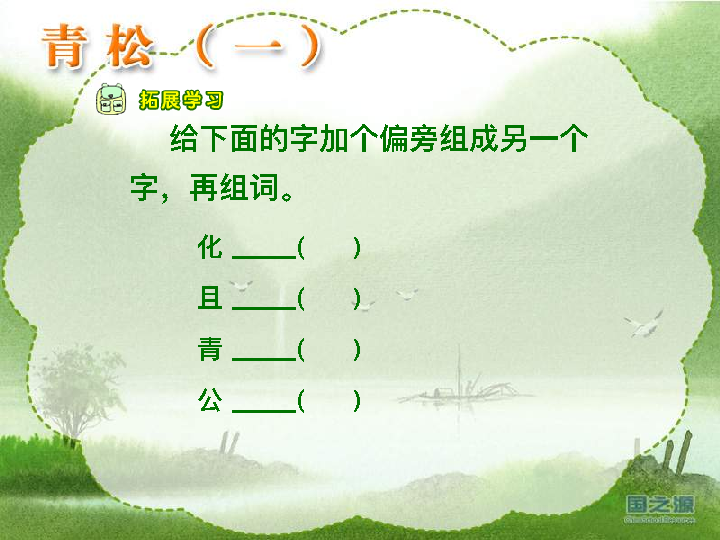 青松（一）
拓展学习
给下面的字加个偏旁组成另一个
字，再组词。
化 _____(　　)
且 _____(　　)
青 _____(　　)
公 _____(　　)
国之源